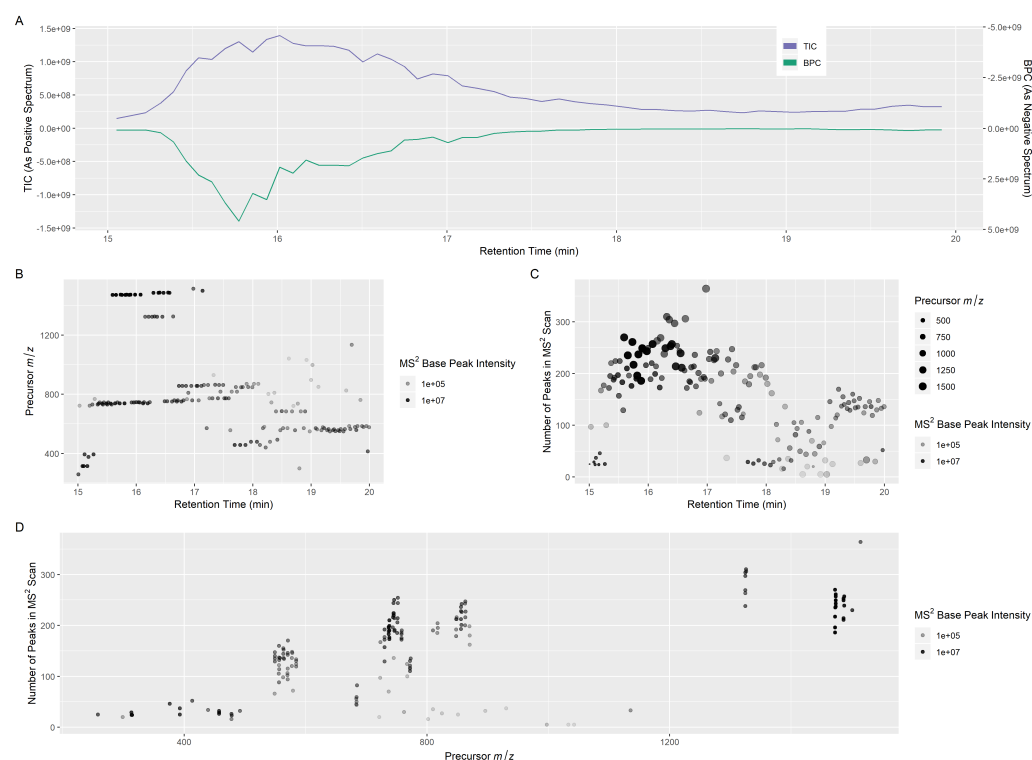 A
1.5e+09
1.0e+09
5.0e+08
0.0e+00
-5.0e+08
-1.0e+09
-1.5e+09
TIC (As Positive Spectrum)
-5.0e+09
-2.5e+09
0.0e+00
2.5e+09
5.0e+09
BPC (As Negative Spectrum)
TIC
BPC
15 16 17 18 19 20
Retention Time (min)
B
1200
800
400
Precursor m/z
15 16 17 18 19 20
Retention Time (min)
MS² Base Peak Intensity
1e+05
1e+07
C
300
200
100
0
Number of Peaks in MS² Scan
15 16 17 18 19 20
Retention Time (min)
Precursor m/z
500
750
1000
1250
1500
MS² Base Peak Intensity
1e+05
1e+07
D
300
200
100
0
Number of Peaks in MS² Scan
400 800 1200
Precursor m/z
MS² Base Peak Intensity
1e+05
1e+07